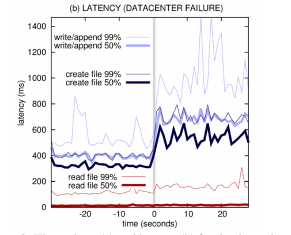 (b) LATENCY (DATACENTER FAILURE)
latency (ms)
1400
1200
1000
800
600
400
200
0
write/append 99%
write/append 50%
create file 99%
create file 50%
read file 99%
read file 50%
-20
-10
0
10
20
time (seconds)